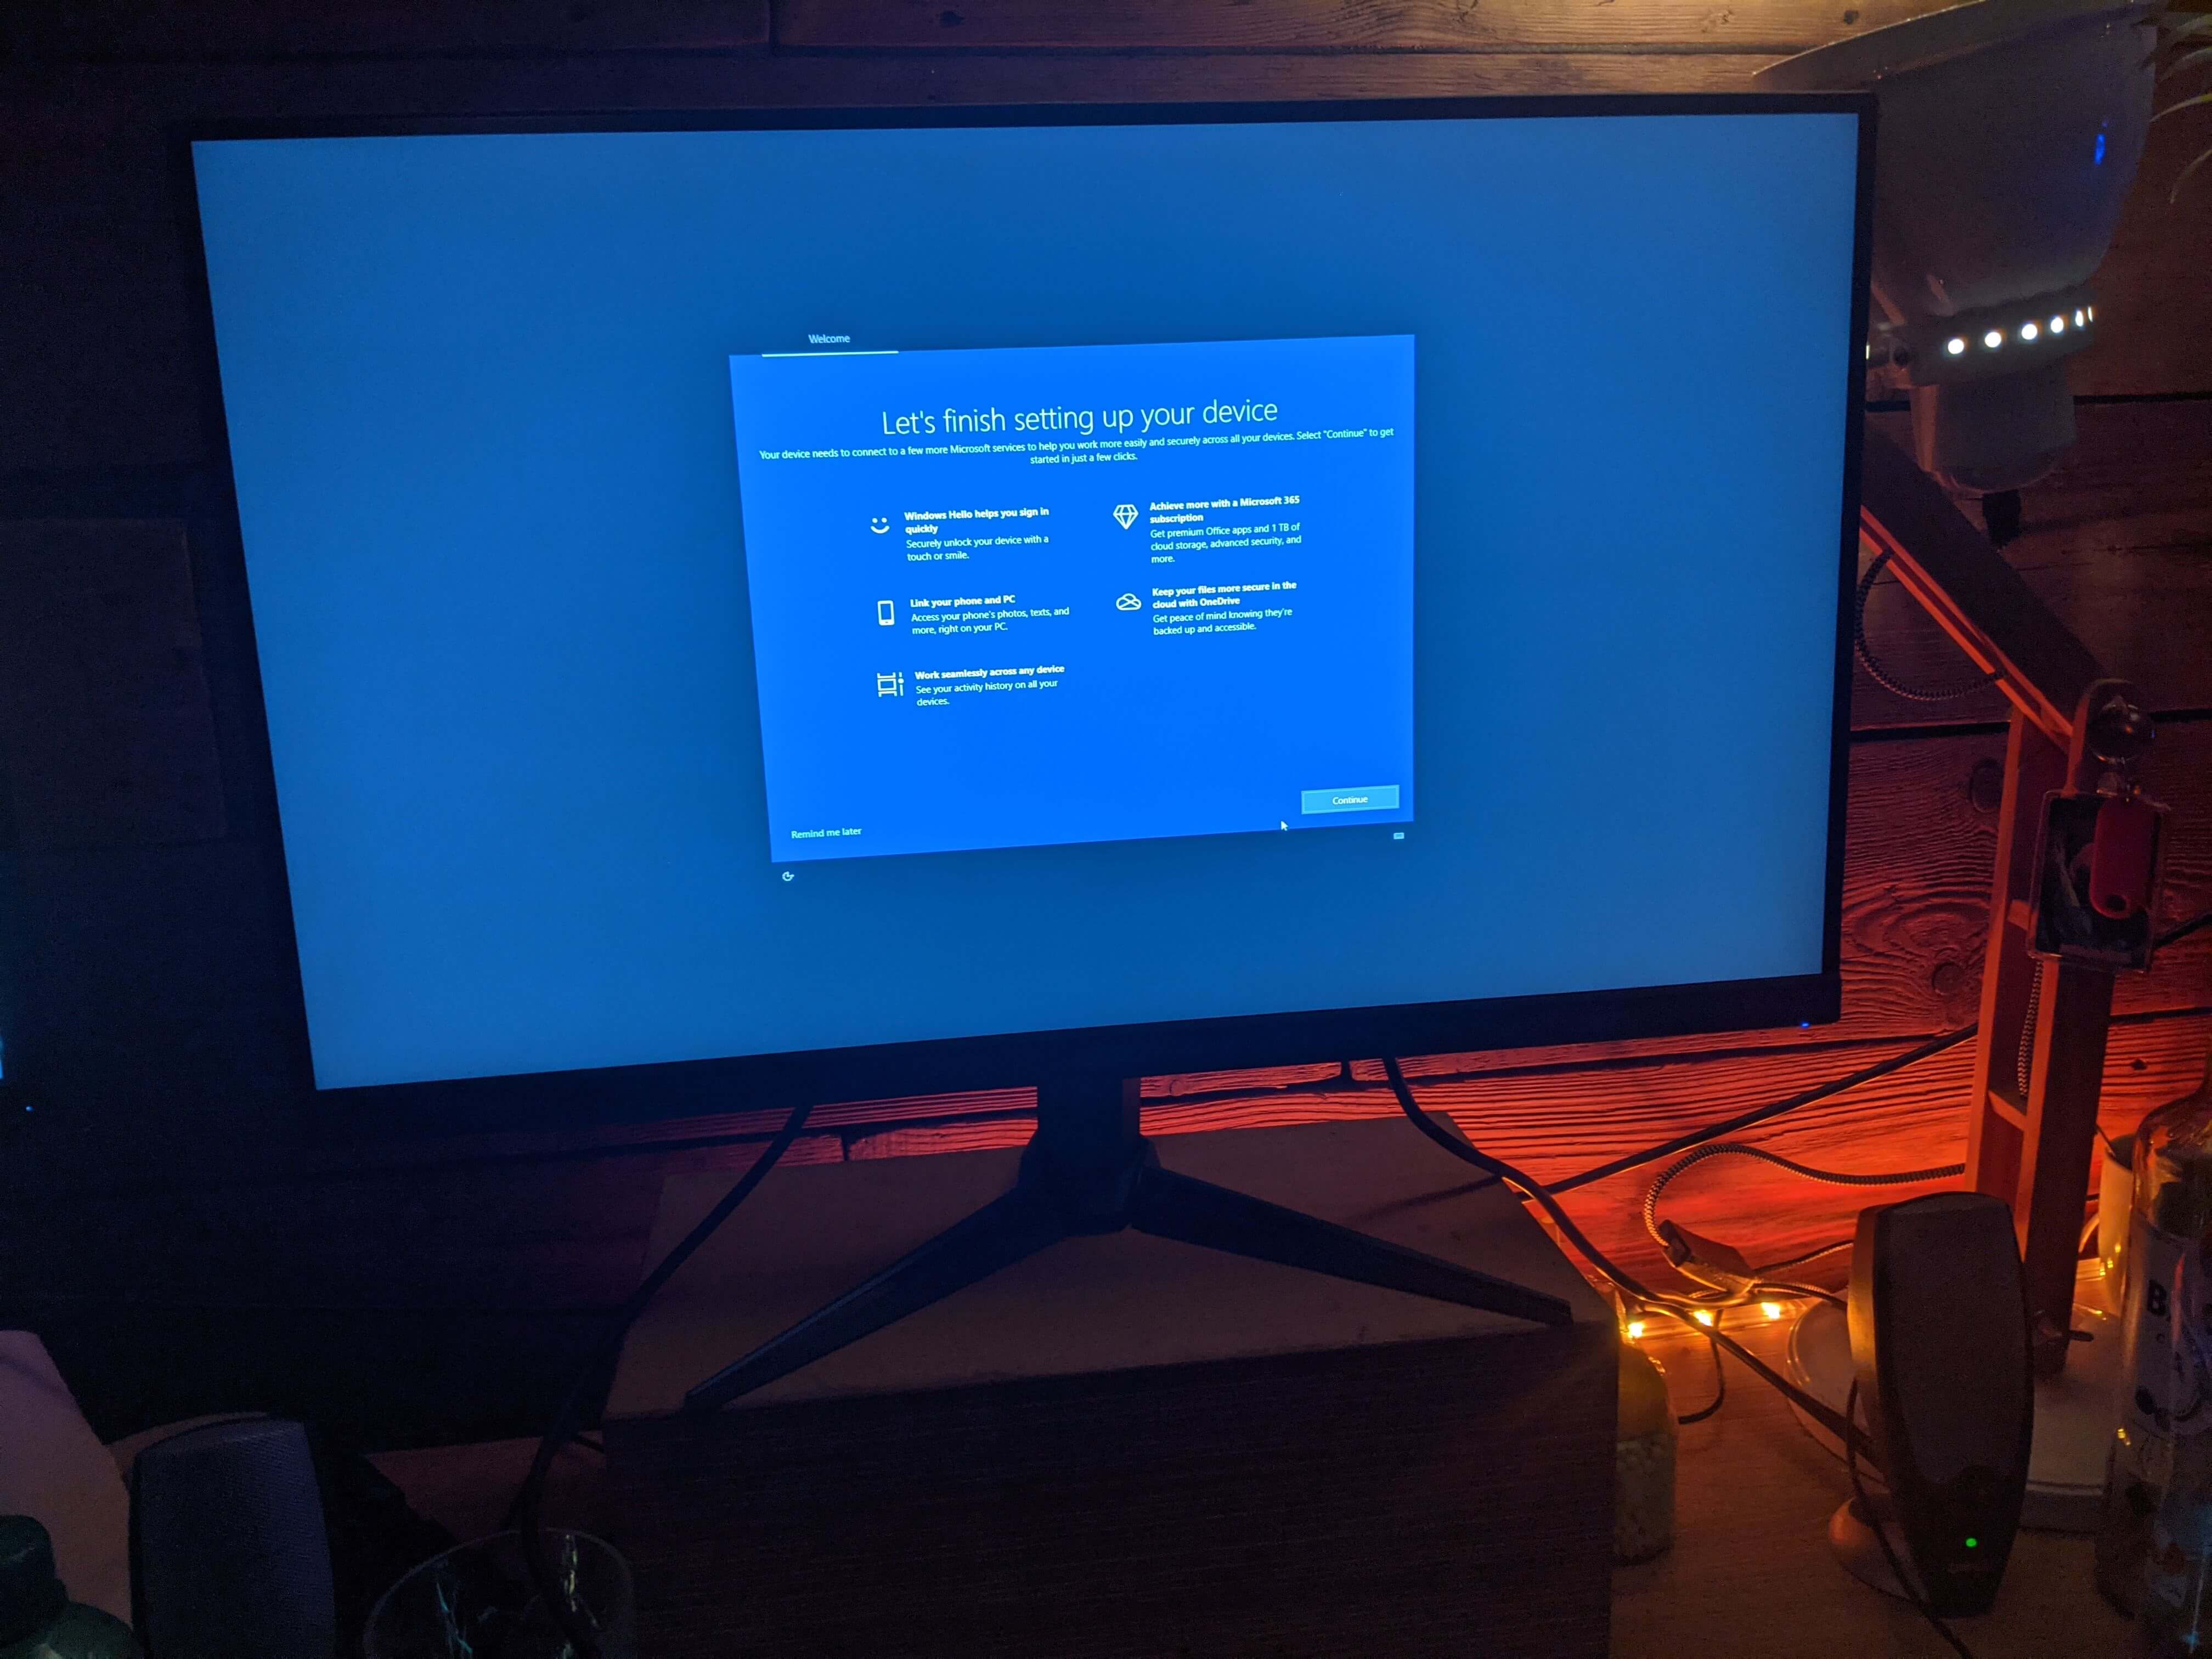 Welcome
Let's finish setting up your device
Your device needs to connect to a few more Microsoft services to help you work more easily and securely across all your devices. Select "Continue" to get
started in just a few clicks.
Windows Hello helps you sign in
quickly
Securely unlock your device with a
touch or smile.
Link your phone and PC
Access your phone's photos, texts, and
more, right on your PC.
Work seamlessly across any device
See your activity history on all your
devices.
Achieve more with a Microsoft 365
subscription
Get premium Office apps and 1 TB of
cloud storage, advanced security, and
more.
Keep your files more secure in the
cloud with OneDrive
Get peace of mind knowing they're
backed up and accessible.
Remind me later
Continue